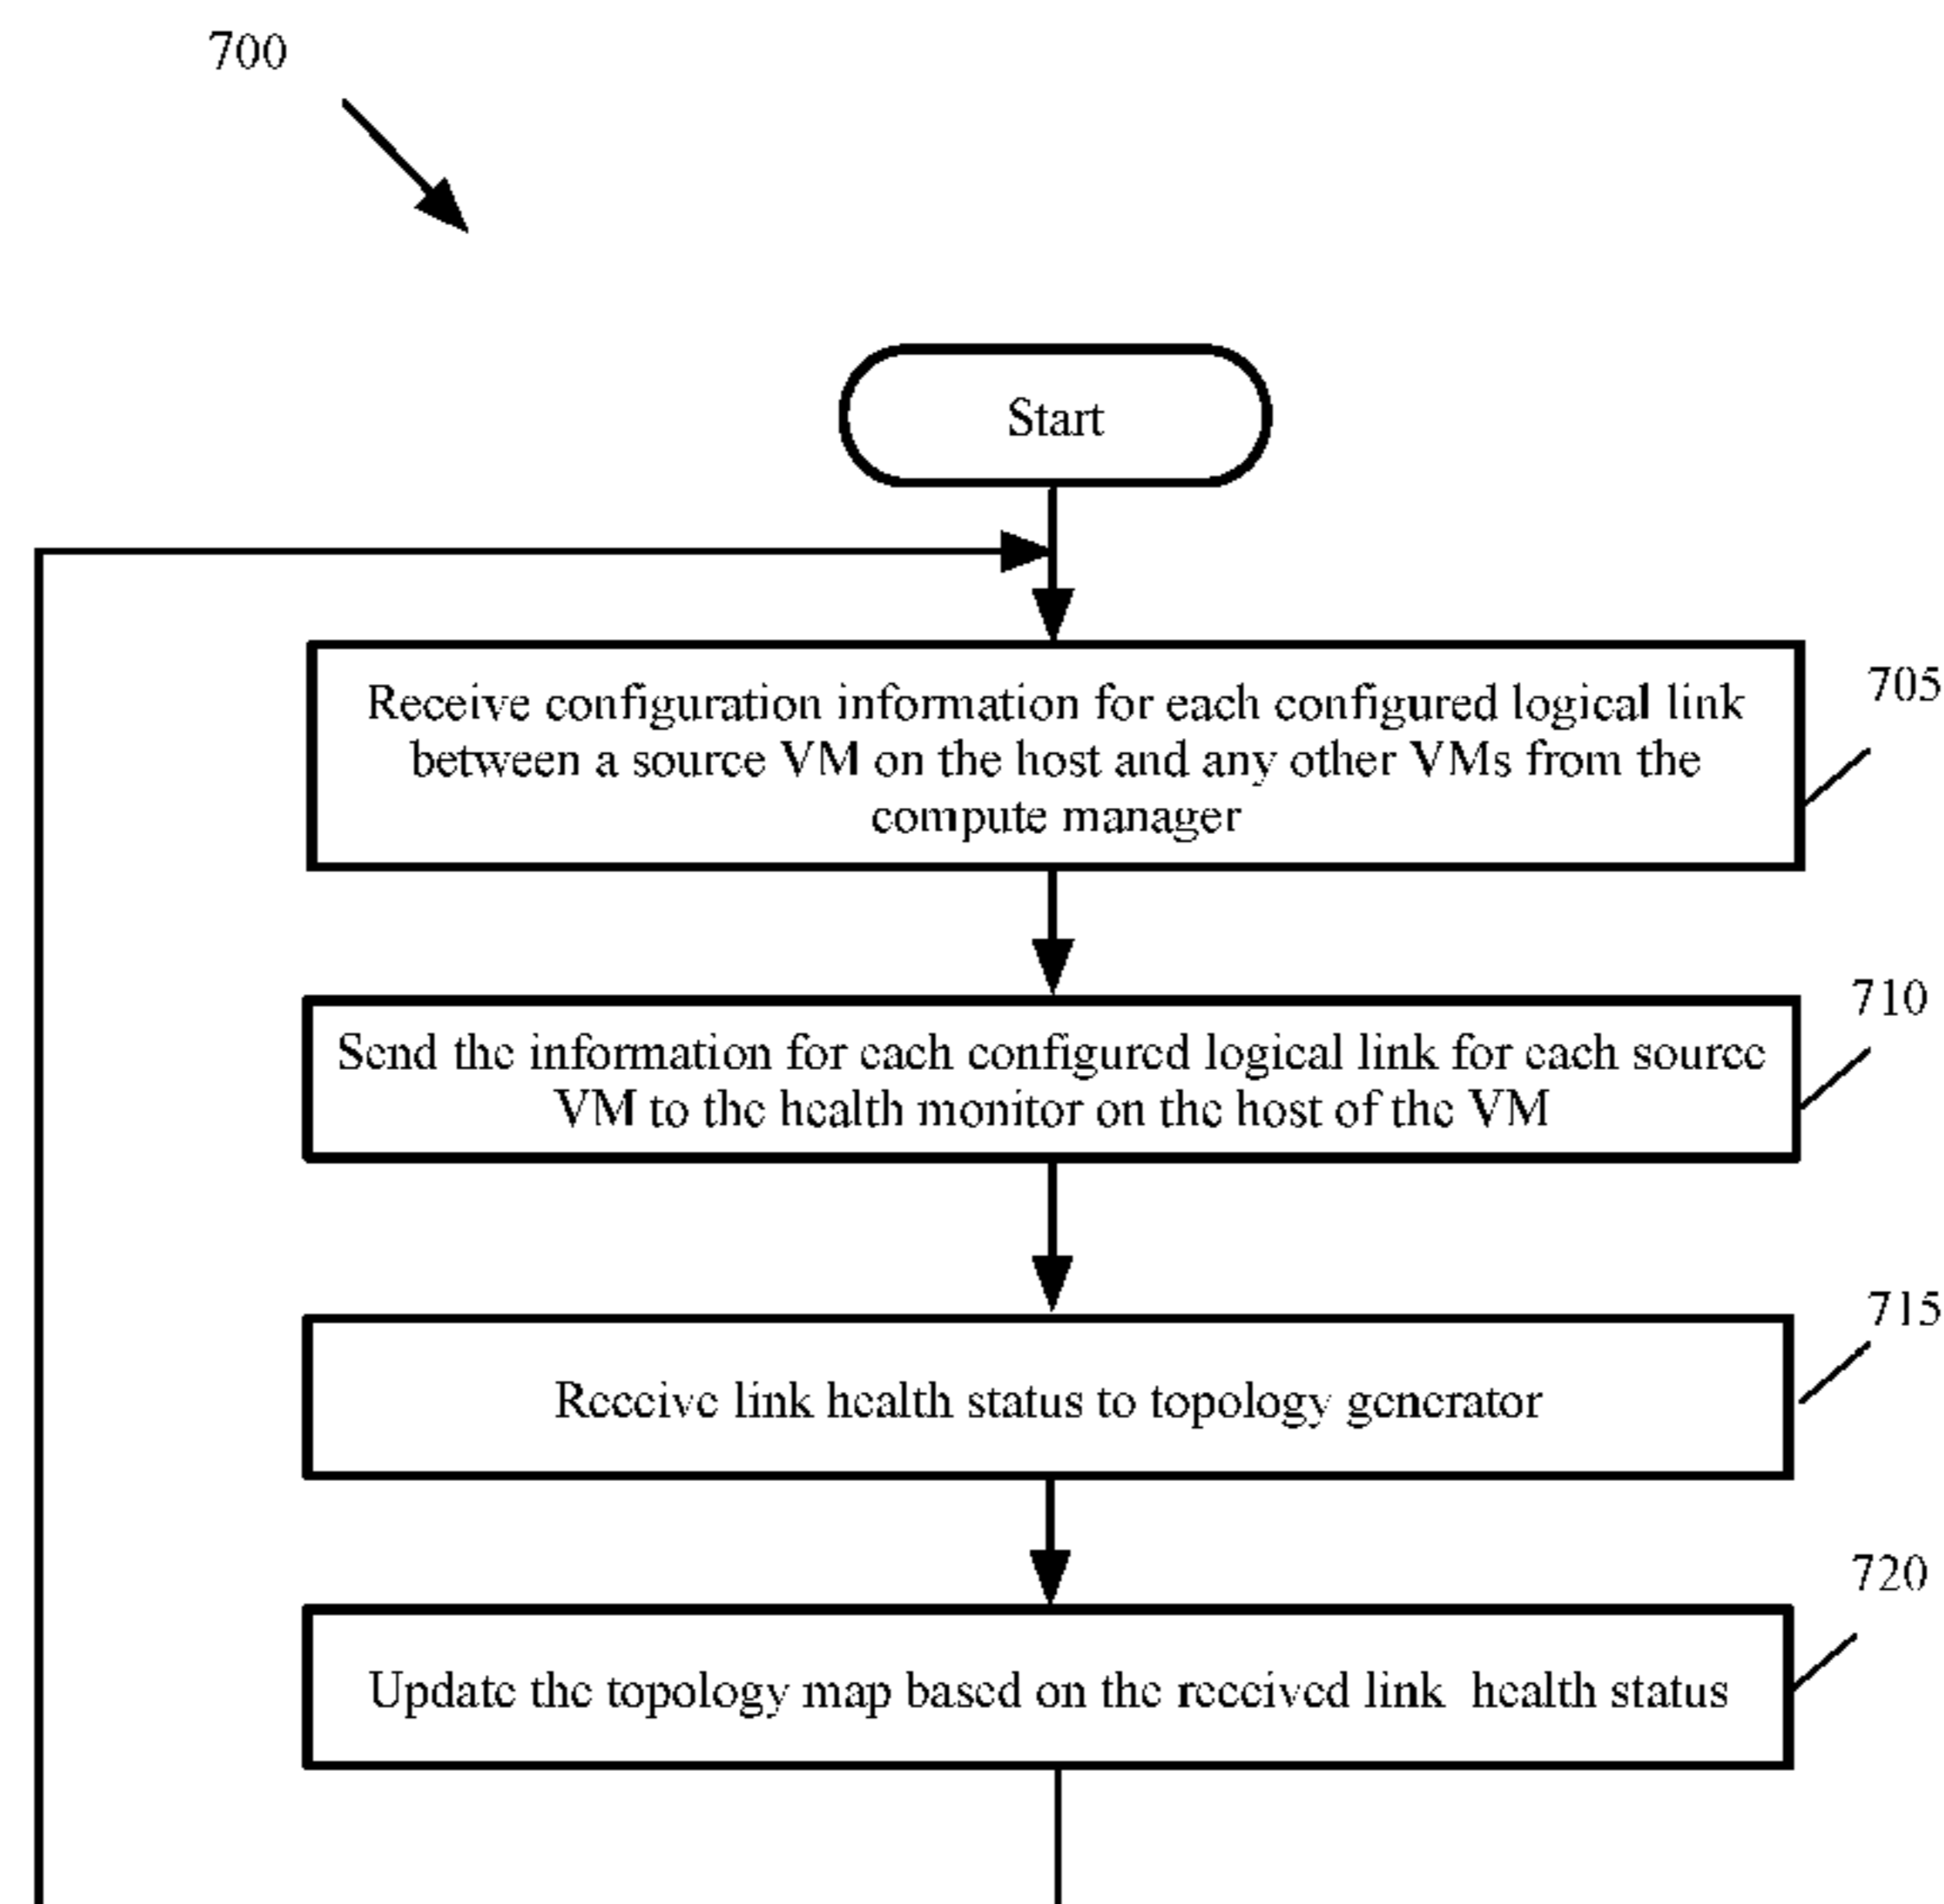 700
Start
Receive configuration information for each configured logical link
between a source VM on the host and any other VMs from the
compute manager
705
Send the information for each configured logical link for each source
VM to the health monitor on the host of the VM
710
Receive link health status to topology generator
715
Update the topology map based on the received link health status
720